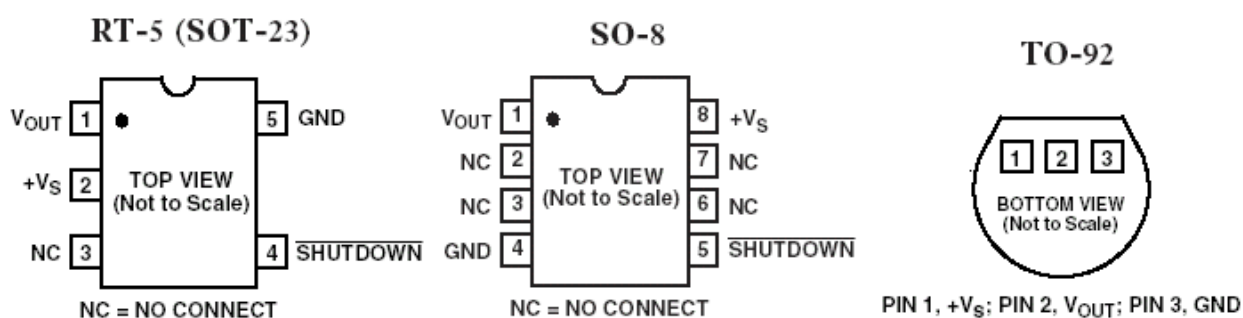 RT-5 (SOT-23)
VOUT 1
5 GND
+VS 2
TOP VIEW
(Not to Scale)
NC 3
4 SHUTDOWN
NC = NO CONNECT
SO-8
VOUT 1
8 +VS
NC 2
7 NC
TOP VIEW
(Not to Scale)
NC 3
6 NC
GND 4
5 SHUTDOWN
NC = NO CONNECT
TO-92
1 2 3
BOTTOM VIEW
(Not to Scale)
PIN 1, +VS; PIN 2, VOUT; PIN 3, GND